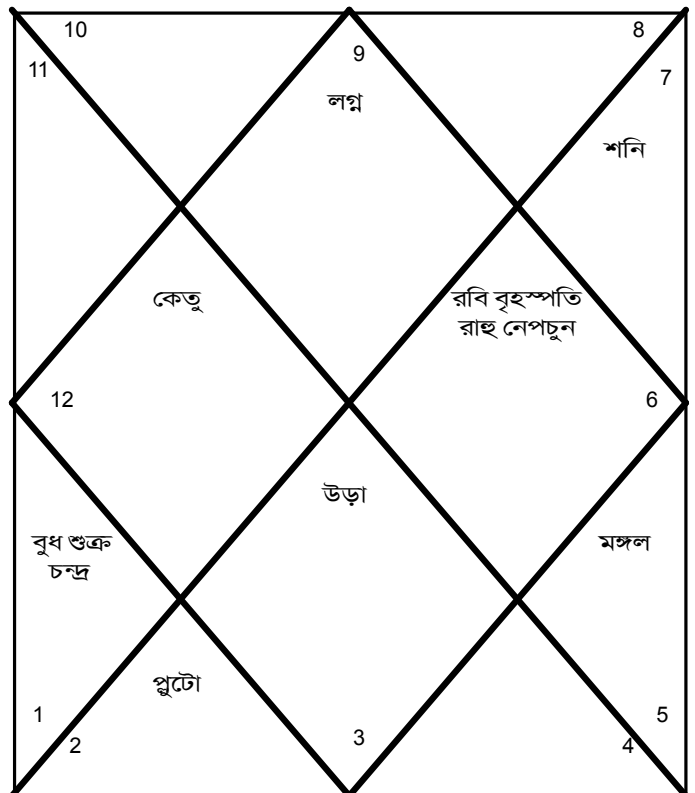 10
8
11
9
7
লগ্ন
শনি
কেতু
রবি বৃহস্পতি
রাহু নেপচুন
12
6
উড়া
বুধ শুক্র
চন্দ্র
মঙ্গল
প্লুটো
1
2
3
4
5